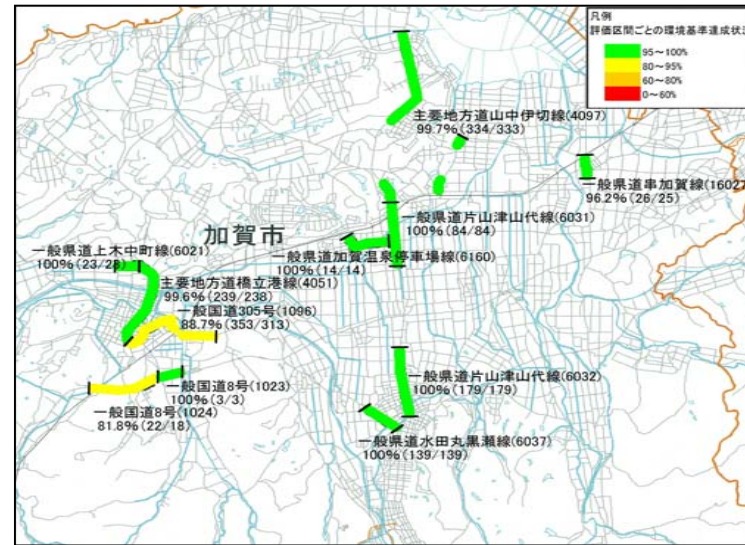 凡例
評価区間ごとの環境基準達成状況
95～100%
80～95%
60～80%
0～60%
主要地方道山中伊切線(4097)
99.7%(334/333)
一般県道串加賀線(16027
96.2%(26/25)
一般県道片山津山代線(6031)
100%(84/84)
加賀市
一般県道上木中町線(6021)
100%(23/23)
一般県道加賀温泉停車場線(6160)
100%(14/14)
主要地方道橋立港線(4051)
99.6%(239/238)
一般国道305号(1096)
88.7%(353/313)
一般国道8号(1023)
100%(3/3)
一般国道8号(1024)
81.8%(22/18)
一般県道片山津山代線(6032)
100%(179/179)
一般県道水田丸黒瀬線(6037)
100%(139/139)